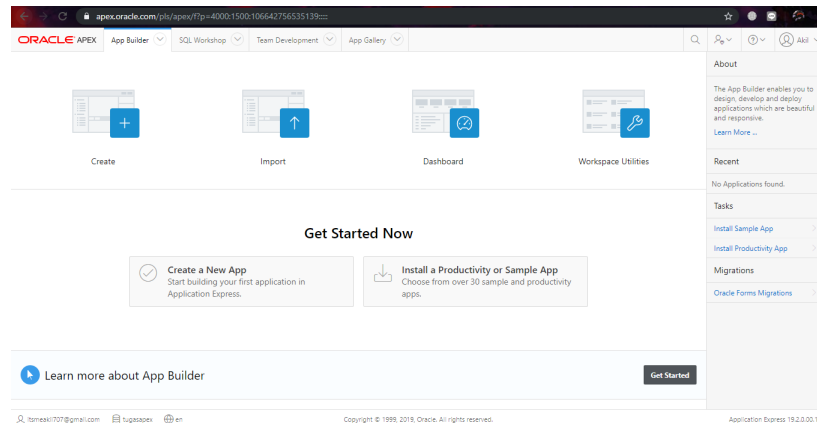 apex.oracle.com/pls/apex/f?p=4000:1500:106642756535139:::::
ORACLE APEX App Builder SQL Workshop Team Development App Gallery Akil
Create Import Dashboard Workspace Utilities
Get Started Now
Create a New App
Start building your first application in
Application Express.
Install a Productivity or Sample App
Choose from over 30 sample and productivity
apps.
Learn more about App Builder
Get Started
About
The App Builder enables you to
design, develop and deploy
applications which are beautiful
and responsive.
Learn More ...
Recent
No Applications found.
Tasks
Install Sample App
Install Productivity App
Migrations
Oracle Forms Migrations
itsmeakil707@gmail.com tugasapex en Copyright © 1999, 2019, Oracle. All rights reserved. Application Express 19.2.0.00.1